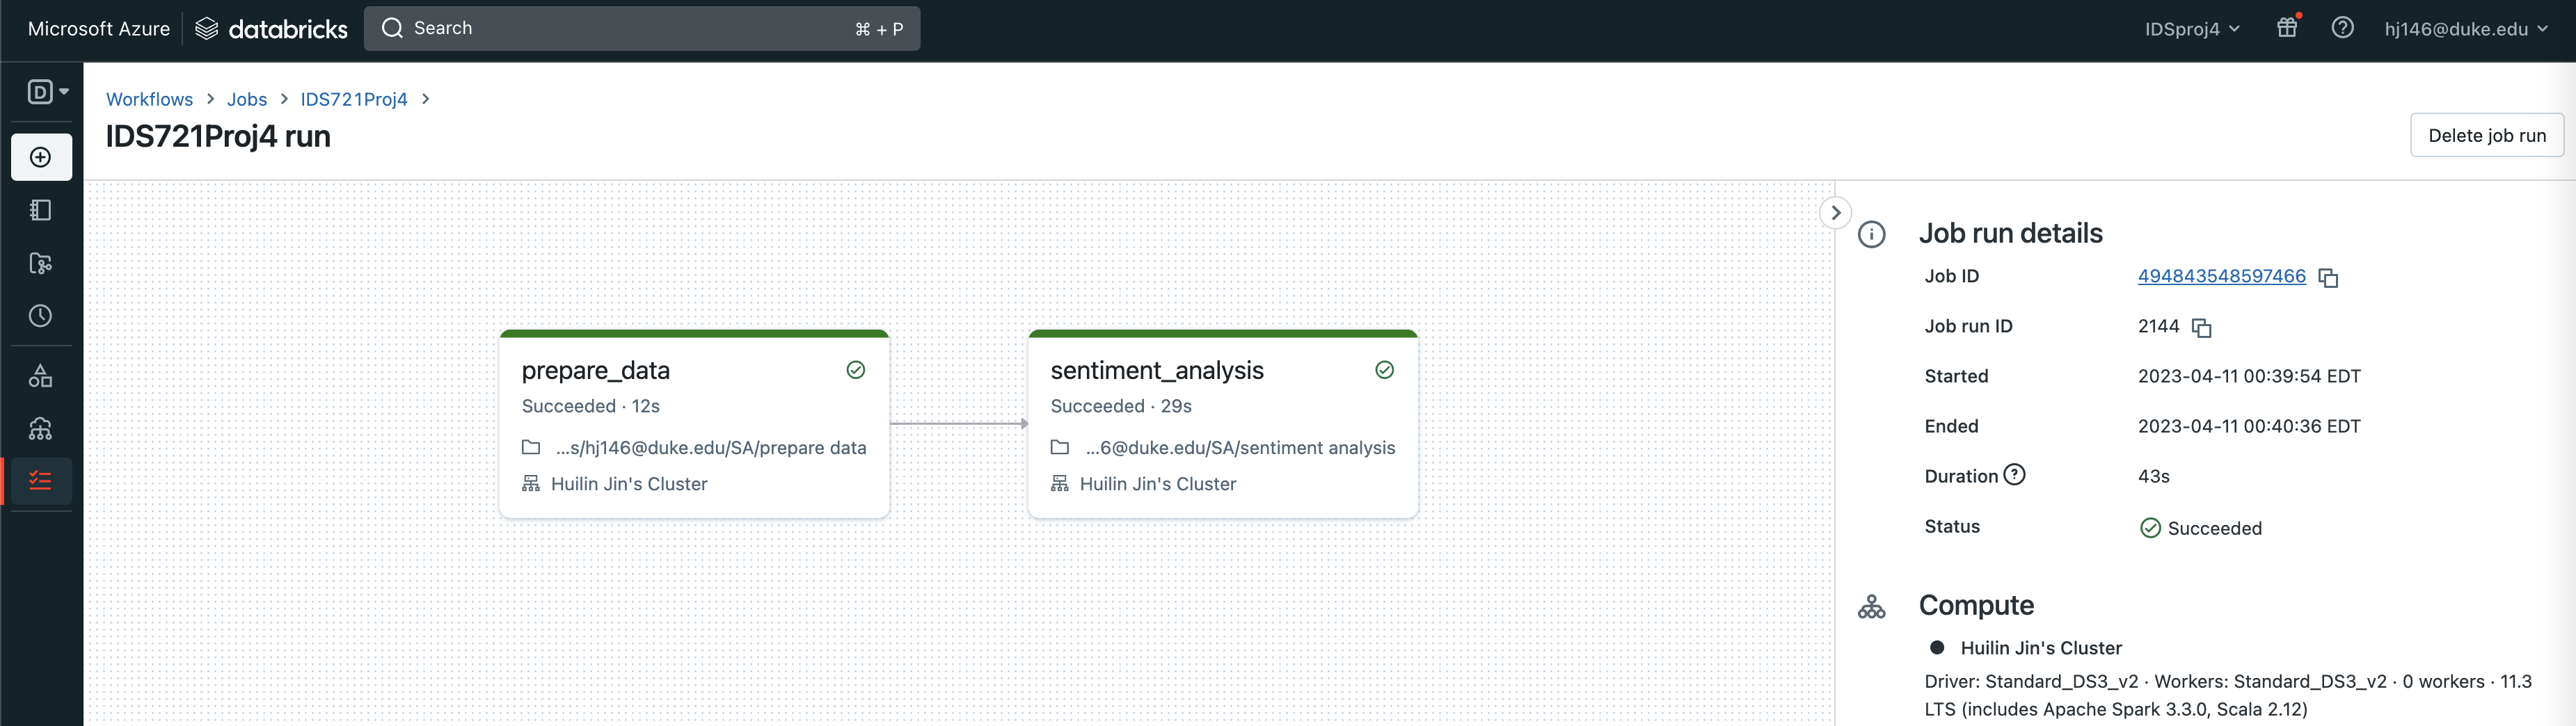 Microsoft Azure databricks Search ⌘ + P IDSproj4 hj146@duke.edu
D
Workflows > Jobs > IDS721Proj4 >
IDS721Proj4 run
Delete job run
prepare_data
Succeeded · 12s
...s/hj146@duke.edu/SA/prepare data
Huilin Jin's Cluster
sentiment_analysis
Succeeded · 29s
...6@duke.edu/SA/sentiment analysis
Huilin Jin's Cluster
Job run details
Job ID 494843548597466
Job run ID 2144
Started 2023-04-11 00:39:54 EDT
Ended 2023-04-11 00:40:36 EDT
Duration 43s
Status Succeeded
Compute
Huilin Jin's Cluster
Driver: Standard_DS3_v2 · Workers: Standard_DS3_v2 · 0 workers · 11.3
LTS (includes Apache Spark 3.3.0, Scala 2.12)